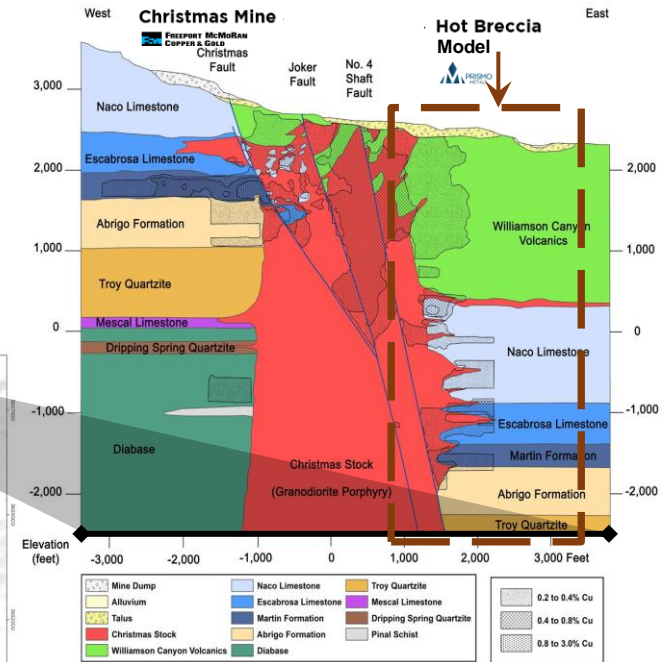 West
Christmas Mine
East
FCX FREEPORT McMoRAN
COPPER & GOLD
Hot Breccia
Model
PRISMO
METALS
Christmas
Fault
Joker
Fault
No. 4
Shaft
Fault
3,000
2,000
1,000
0
-1,000
-2,000
Naco Limestone
Escabrosa Limestone
Abrigo Formation
Troy Quartzite
Mescal Limestone
Dripping Spring Quartzite
Diabase
Christmas Stock
(Granodiorite Porphyry)
Williamson Canyon
Volcanics
Naco Limestone
Escabrosa Limestone
Martin Formation
Abrigo Formation
Troy Quartzite
2,000
1,000
0
-1,000
-2,000
Elevation
(feet)
-3,000 -2,000 -1,000 0 1,000 2,000 3,000 Feet
Mine Dump
Alluvium
Talus
Christmas Stock
Williamson Canyon Volcanics
Naco Limestone
Escabrosa Limestone
Martin Formation
Abrigo Formation
Diabase
Troy Quartzite
Mescal Limestone
Dripping Spring Quartzite
Pinal Schist
0.2 to 0.4% Cu
0.4 to 0.8% Cu
0.8 to 3.0% Cu